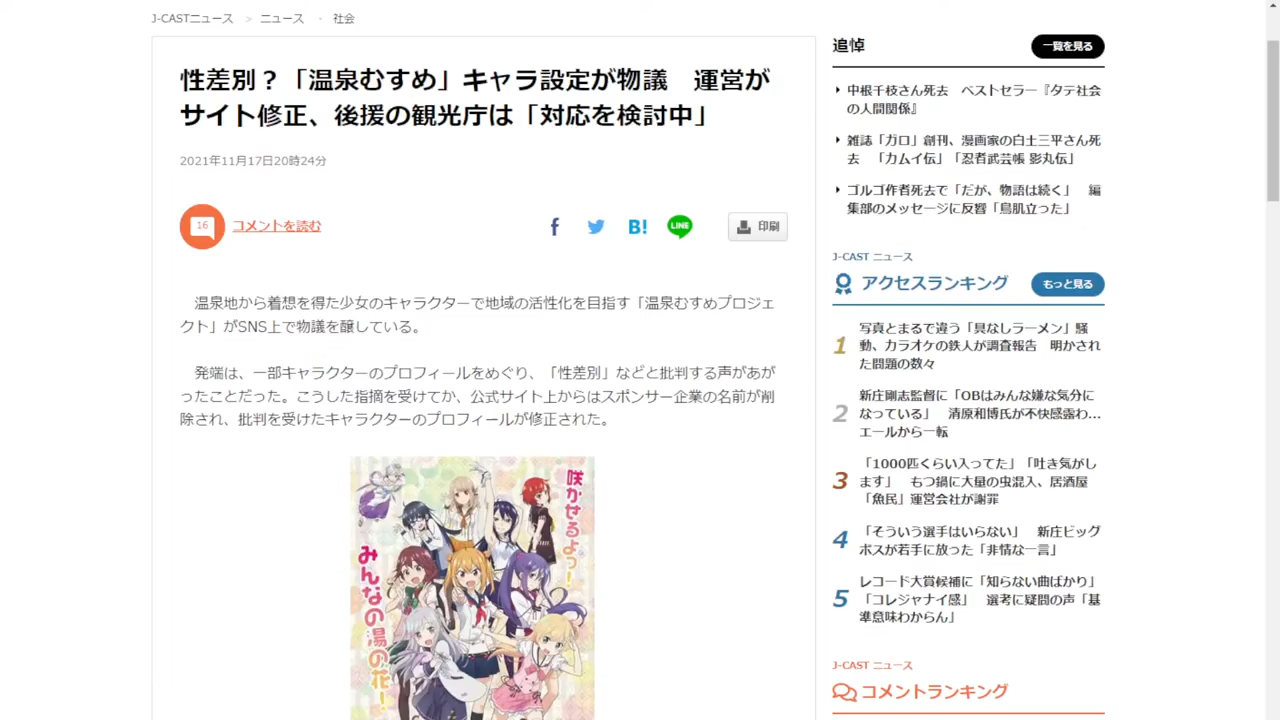 J-CASTニュース > ニュース ・ 社会
性差別？「温泉むすめ」キャラ設定が物議　運営が
サイト修正、後援の観光庁は「対応を検討中」
2021年11月17日20時24分
16
コメントを読む
f
B!
LINE
印刷
温泉地から着想を得た少女のキャラクターで地域の活性化を目指す「温泉むすめプロジェ
クト」がSNS上で物議を醸している。
発端は、一部キャラクターのプロフィールをめぐり、「性差別」などと批判する声があが
ったことだった。こうした指摘を受けてか、公式サイト上からはスポンサー企業の名前が削
除され、批判を受けたキャラクターのプロフィールが修正された。
咲かせるよっ！
みんなの湯の花！
追悼
一覧を見る
中根千枝さん死去　ベストセラー『タテ社会
の人間関係』
雑誌「ガロ」創刊、漫画家の白土三平さん死
去　「カムイ伝」「忍者武芸帳 影丸伝」
ゴルゴ作者死去で「だが、物語は続く」　編
集部のメッセージに反響「鳥肌立った」
J-CAST ニュース
アクセスランキング
もっと見る
1
写真とまるで違う「具なしラーメン」騒
動、カラオケの鉄人が調査報告　明かされ
た問題の数々
2
新庄剛志監督に「OBはみんな嫌な気分に
なっている」　清原和博氏が不快感露わ...
エールから一転
3
「1000匹くらい入ってた」「吐き気がし
ます」　もつ鍋に大量の虫混入、居酒屋
「魚民」運営会社が謝罪
4
「そういう選手はいらない」　新庄ビッグ
ボスが若手に放った「非情な一言」
5
レコード大賞候補に「知らない曲ばかり」
「コレジャナイ感」　選考に疑問の声「基
準意味わからん」
J-CAST ニュース
コメントランキング